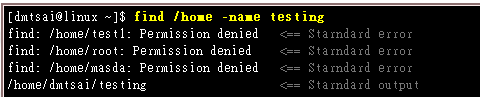 [dmtsai@linux ~]$ find /home -name testing
find: /home/test1: Permission denied <== Starndard error
find: /home/root: Permission denied <== Starndard error
find: /home/masda: Permission denied <== Starndard error
/home/dmtsai/testing <== Starndard output